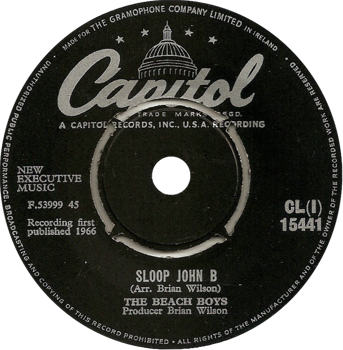 MADE FOR THE GRAMOPHONE COMPANY LIMITED IN IRELAND
ALL RIGHTS OF THE MANUFACTURER AND OF THE OWNER OF THE RECORDED WORK ARE RESERVED.
UNAUTHORISED PUBLIC PERFORMANCE, BROADCASTING AND COPYING OF THIS RECORD PROHIBITED
Capitol
TRADE MARK REGD.
A CAPITOL RECORDS, INC., U.S.A. RECORDING
NEW
EXECUTIVE
MUSIC
F.53999 45
Recording first
published 1966
CL(I)
15441
SLOOP JOHN B
(Arr. Brian Wilson)
THE BEACH BOYS
Producer Brian Wilson